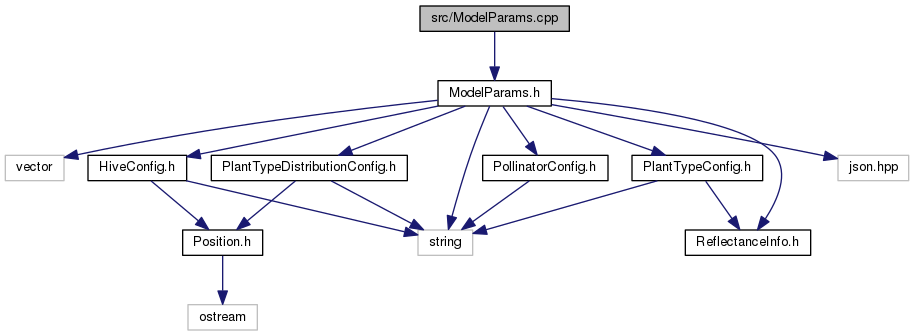 src/ModelParams.cpp
ModelParams.h
vector
HiveConfig.h
PlantTypeDistributionConfig.h
PollinatorConfig.h
PlantTypeConfig.h
json.hpp
Position.h
string
ReflectanceInfo.h
ostream